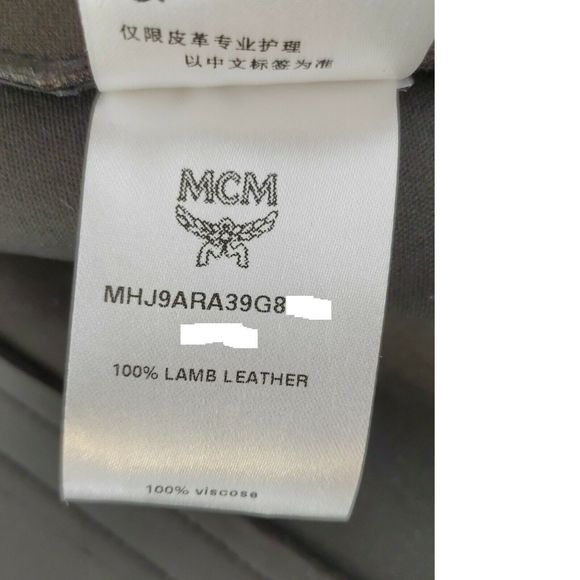 仅限皮革专业护理
以中文标签为准
MCM
MHJ9ARA39G8
100% LAMB LEATHER
100% viscose